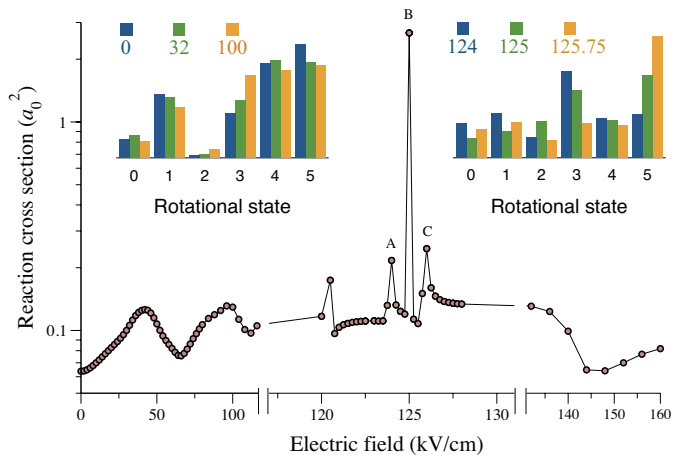 B
0 32 100
124 125 125.75
0 1 2 3 4 5
0 1 2 3 4 5
Rotational state
Rotational state
A
C
Reaction cross section (a₀²)
1
0.1
0 50 100 120 125 130 140 150 160
Electric field (kV/cm)